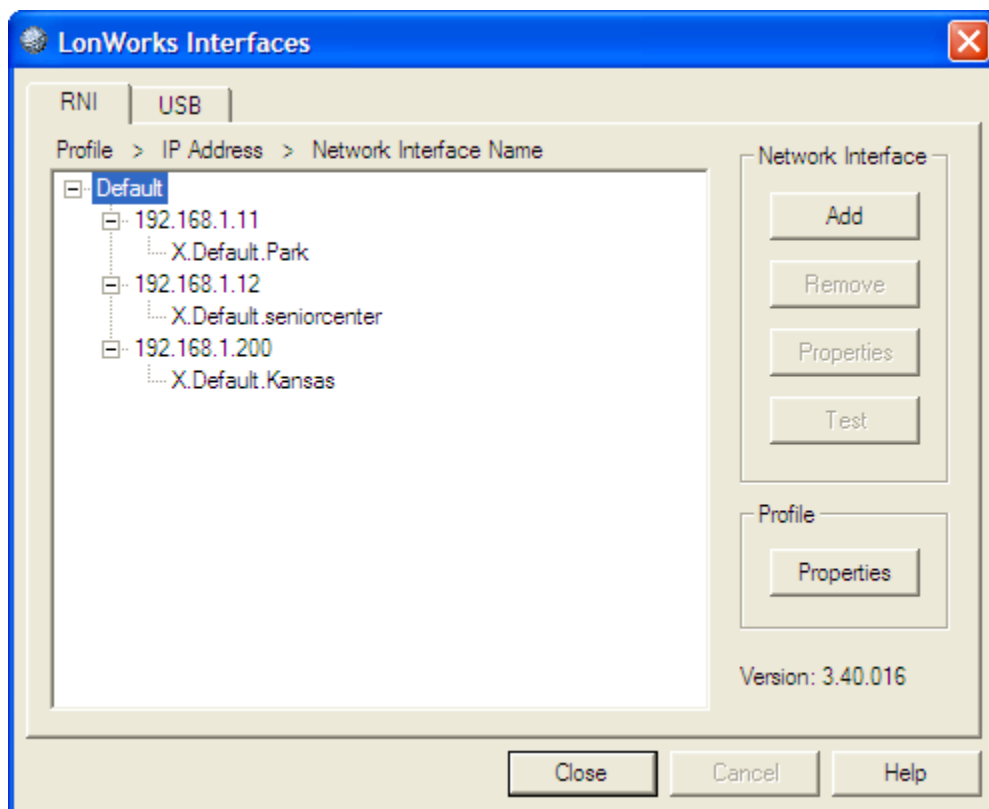 LonWorks Interfaces
RNI USB
Profile > IP Address > Network Interface Name
Default
192.168.1.11
X.Default.Park
192.168.1.12
X.Default.seniorcenter
192.168.1.200
X.Default.Kansas
Network Interface
Add
Remove
Properties
Test
Profile
Properties
Version: 3.40.016
Close Cancel Help